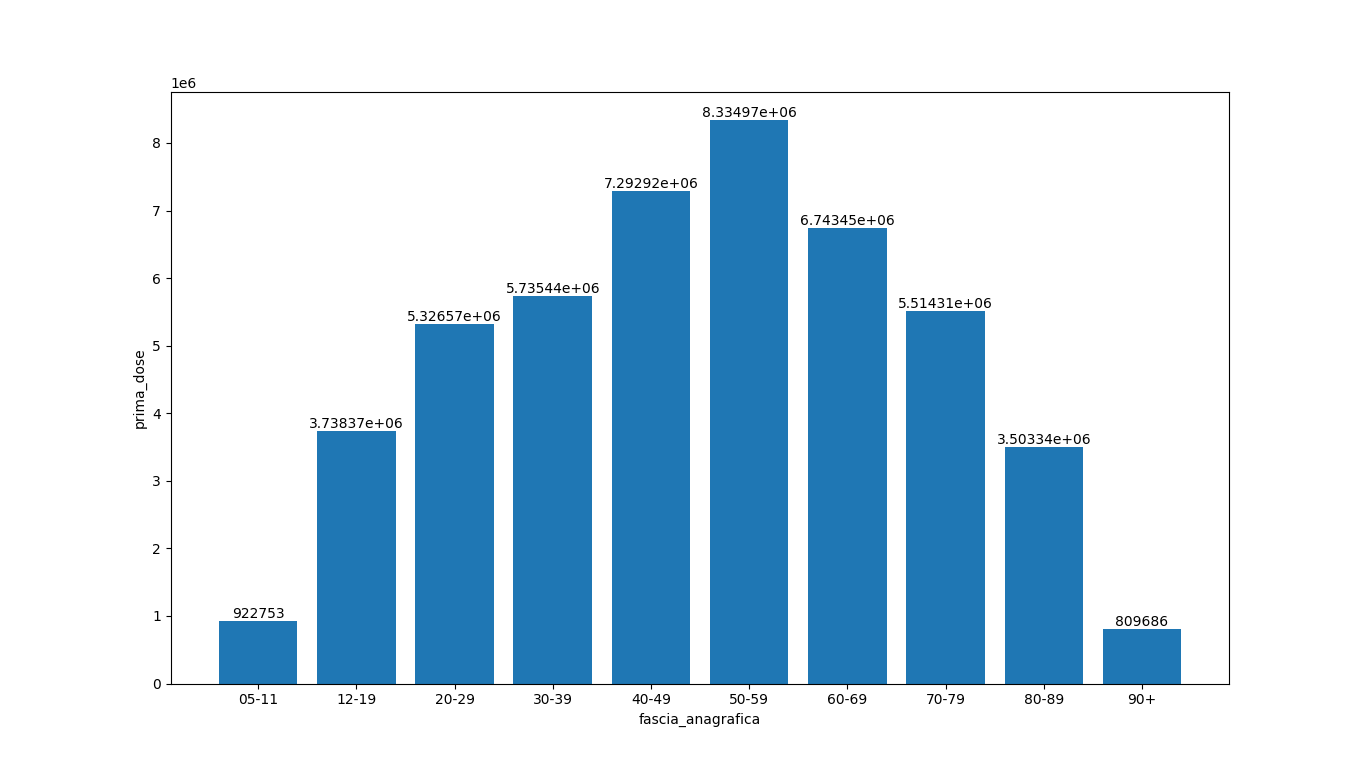 1e6
8.33497e+06
8
7.29292e+06
7
6.74345e+06
6
5.73544e+06
5.51431e+06
5.32657e+06
5
prima_dose
4
3.73837e+06
3.50334e+06
3
2
1
922753
809686
0
05-11 12-19 20-29 30-39 40-49 50-59 60-69 70-79 80-89 90+
fascia_anagrafica